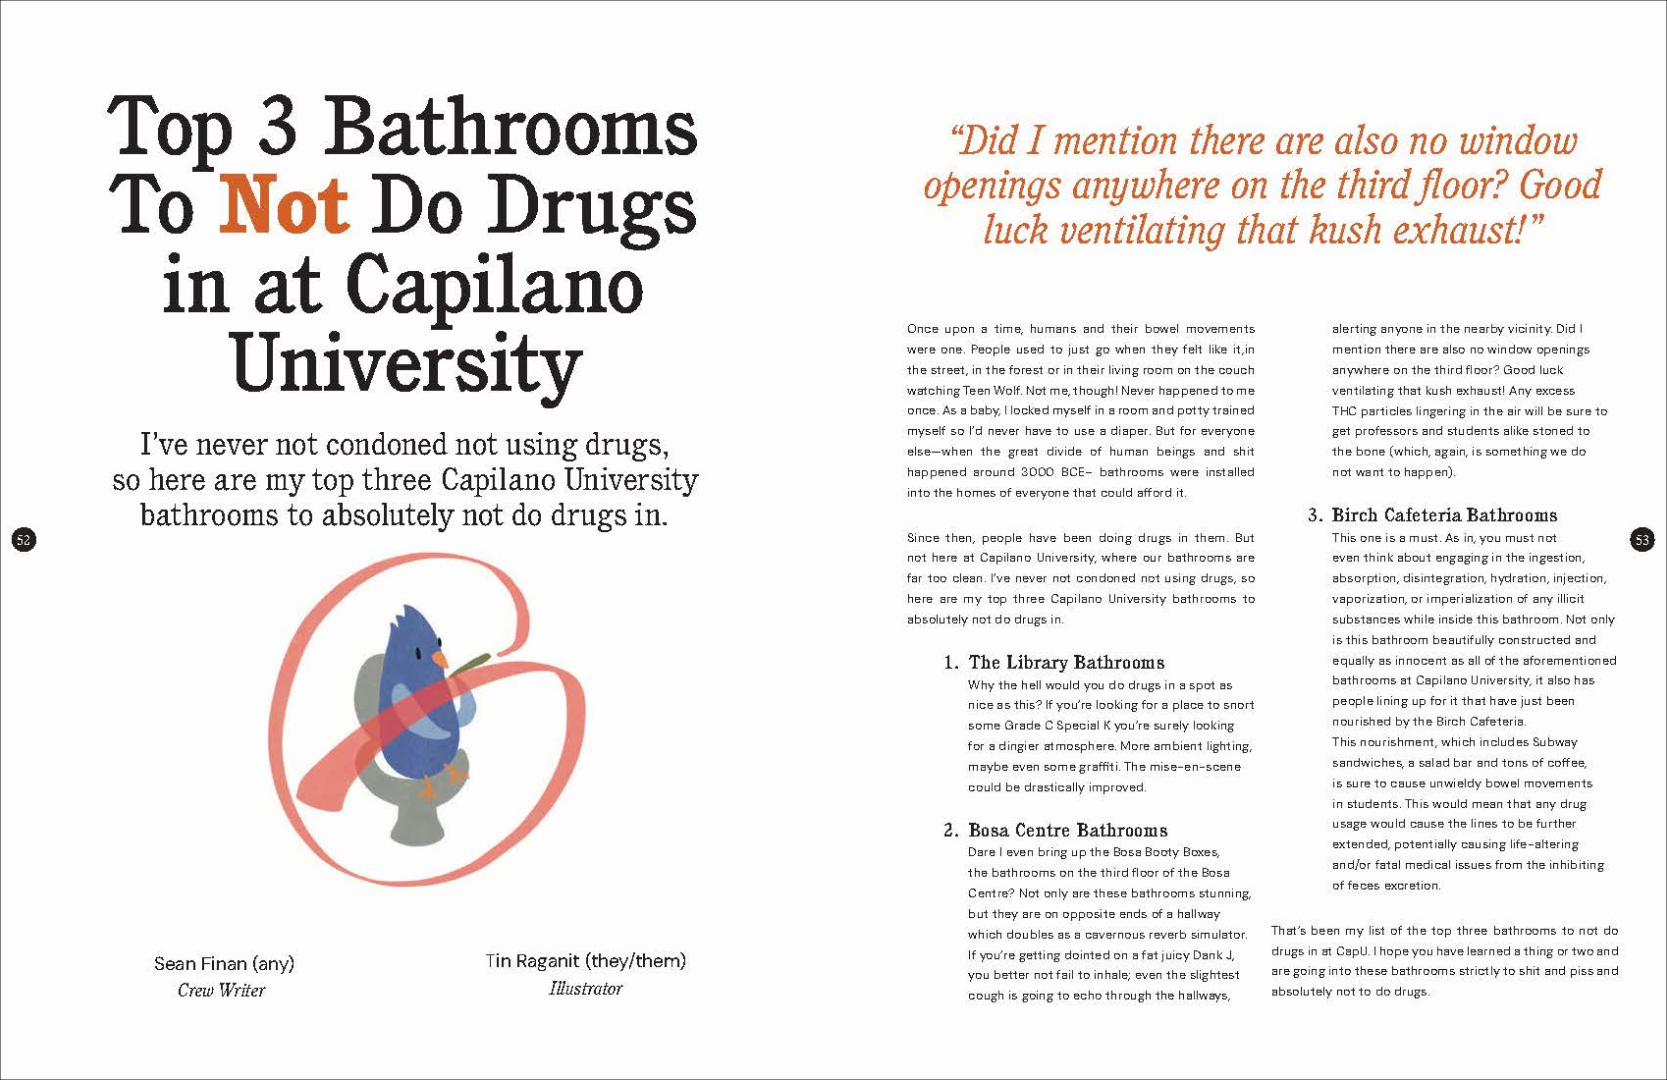 Top 3 Bathrooms
To Not Do Drugs
in at Capilano
University
I've never not condoned not using drugs,
so here are my top three Capilano University
bathrooms to absolutely not do drugs in.
52
Sean Finan (any)
Crew Writer
Tin Raganit (they/them)
Illustrator
“Did I mention there are also no window
openings anywhere on the third floor? Good
luck ventilating that kush exhaust!”
Once upon a time, humans and their bowel movements
were one. People used to just go when they felt like it,in
the street, in the forest or in their living room on the couch
watching Teen Wolf. Not me, though! Never happened to me
once. As a baby, I locked myself in a room and potty trained
myself so I'd never have to use a diaper. But for everyone
else—when the great divide of human beings and shit
happened around 3000 BCE– bathrooms were installed
into the homes of everyone that could afford it.
Since then, people have been doing drugs in them. But
not here at Capilano University, where our bathrooms are
far too clean. I've never not condoned not using drugs, so
here are my top three Capilano University bathrooms to
absolutely not do drugs in.
1. The Library Bathrooms
Why the hell would you do drugs in a spot as
nice as this? If you're looking for a place to snort
some Grade C Special K you're surely looking
for a dingier atmosphere. More ambient lighting,
maybe even some graffiti. The mise-en-scene
could be drastically improved.
2. Bosa Centre Bathrooms
Dare I even bring up the Bosa Booty Boxes,
the bathrooms on the third floor of the Bosa
Centre? Not only are these bathrooms stunning,
but they are on opposite ends of a hallway
which doubles as a cavernous reverb simulator.
If you're getting dointed on a fat juicy Dank J,
you better not fail to inhale; even the slightest
cough is going to echo through the hallways,
alerting anyone in the nearby vicinity. Did I
mention there are also no window openings
anywhere on the third floor? Good luck
ventilating that kush exhaust! Any excess
THC particles lingering in the air will be sure to
get professors and students alike stoned to
the bone (which, again, is something we do
not want to happen).
3. Birch Cafeteria Bathrooms
This one is a must. As in, you must not
even think about engaging in the ingestion,
absorption, disintegration, hydration, injection,
vaporization, or imperialization of any illicit
substances while inside this bathroom. Not only
is this bathroom beautifully constructed and
equally as innocent as all of the aforementioned
bathrooms at Capilano University, it also has
people lining up for it that have just been
nourished by the Birch Cafeteria.
This nourishment, which includes Subway
sandwiches, a salad bar and tons of coffee,
is sure to cause unwieldy bowel movements
in students. This would mean that any drug
usage would cause the lines to be further
extended, potentially causing life-altering
and/or fatal medical issues from the inhibiting
of feces excretion.
That's been my list of the top three bathrooms to not do
drugs in at CapU. I hope you have learned a thing or two and
are going into these bathrooms strictly to shit and piss and
absolutely not to do drugs.
53